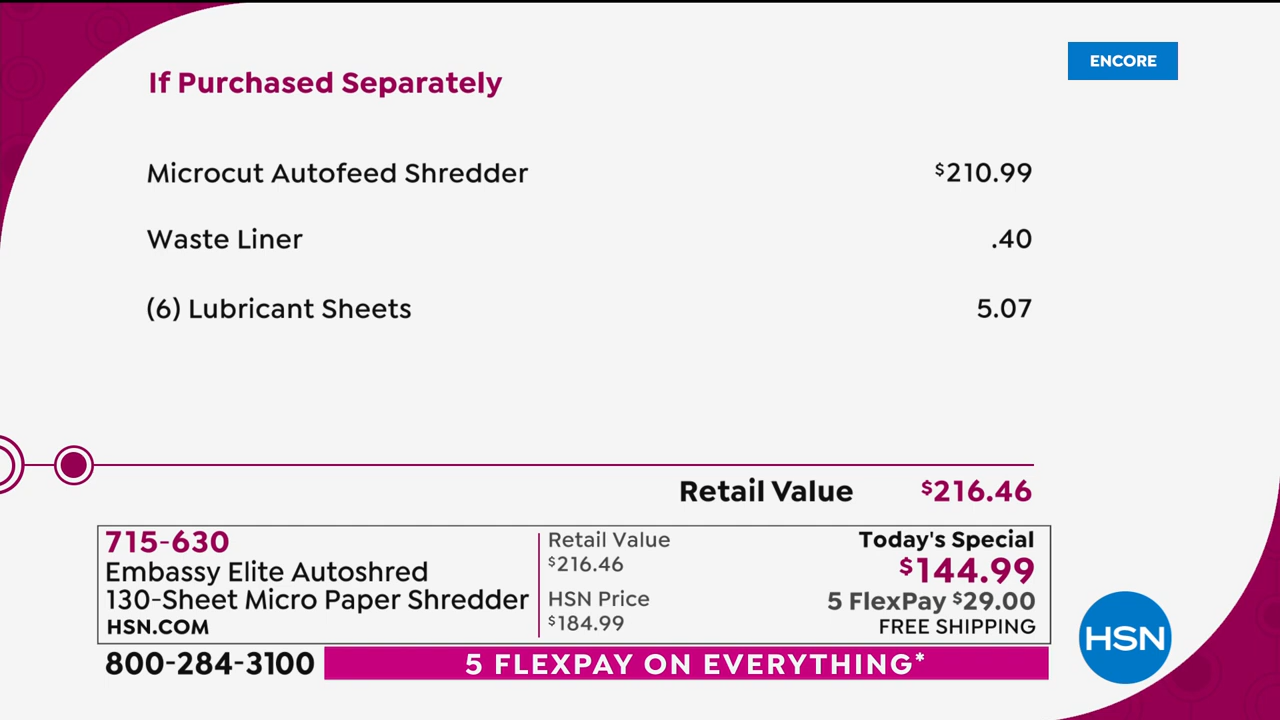 ENCORE
If Purchased Separately
Microcut Autofeed Shredder $210.99
Waste Liner .40
(6) Lubricant Sheets 5.07
Retail Value $216.46
715-630
Embassy Elite Autoshred
130-Sheet Micro Paper Shredder
HSN.COM
Retail Value
$216.46
HSN Price
$184.99
Today's Special
$144.99
5 FlexPay $29.00
FREE SHIPPING
HSN
800-284-3100
5 FLEXPAY ON EVERYTHING*